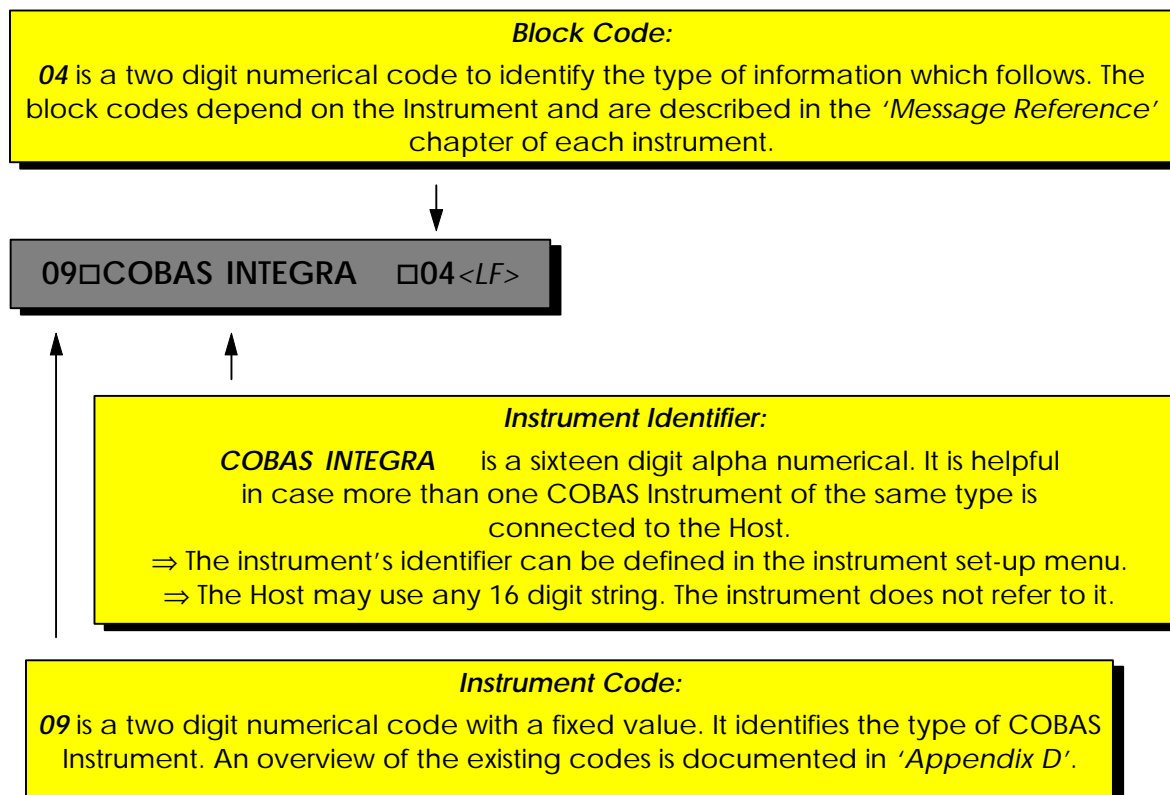 Block Code:
04 is a two digit numerical code to identify the type of information which follows. The
block codes depend on the Instrument and are described in the ‘Message Reference’
chapter of each instrument.
09□COBAS INTEGRA □04<LF>
Instrument Identifier:
COBAS INTEGRA is a sixteen digit alpha numerical. It is helpful
in case more than one COBAS Instrument of the same type is
connected to the Host.
⇒ The instrument’s identifier can be defined in the instrument set-up menu.
⇒ The Host may use any 16 digit string. The instrument does not refer to it.
Instrument Code:
09 is a two digit numerical code with a fixed value. It identifies the type of COBAS
Instrument. An overview of the existing codes is documented in ‘Appendix D’.